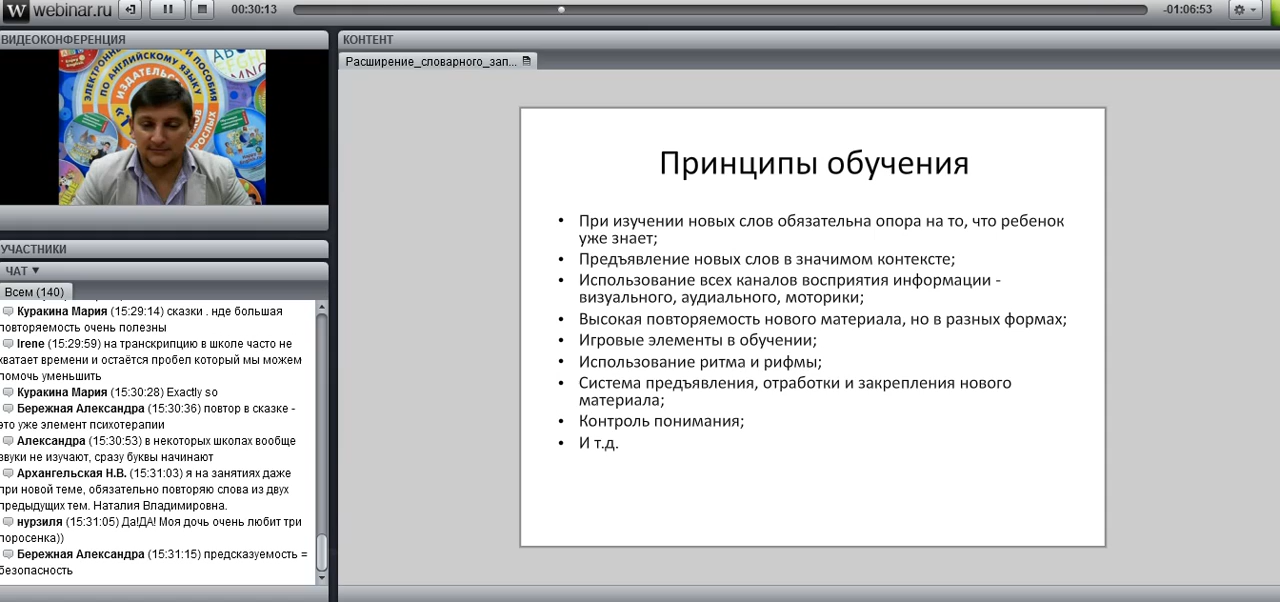 webinar.ru
00:30:13
-01:06:53
ВИДЕОКОНФЕРЕНЦИЯ
ЭЛЕКТРОННЫЕ
И ПОСОБИЯ
ПО АНГЛИЙСКОМУ ЯЗЫКУ
УЧАСТНИКИ
ЧАТ
Всем (140)
Куракина Мария (15:29:14) сказки . нде большая
повторяемость очень полезны
Irene (15:29:59) на транскрипцию в школе часто не
хватает времени и остаётся пробел который мы можем
помочь уменьшить
Куракина Мария (15:30:28) Exactly so
Бережная Александра (15:30:36) повтор в сказке -
это уже элемент психотерапии
Александра (15:30:53) в некоторых школах вообще
звуки не изучают, сразу буквы начинают
Архангельская Н.В. (15:31:03) я на занятиях даже
при новой теме, обязательно повторяю слова из двух
предыдущих тем. Наталия Владимировна.
нурзиля (15:31:05) Да!ДА! Моя дочь очень любит три
поросенка))
Бережная Александра (15:31:15) предсказуемость =
безопасность
КОНТЕНТ
Расширение_словарного_зап...
Принципы обучения
• При изучении новых слов обязательна опора на то, что ребенок
уже знает;
• Предъявление новых слов в значимом контексте;
• Использование всех каналов восприятия информации -
визуального, аудиального, моторики;
• Высокая повторяемость нового материала, но в разных формах;
• Игровые элементы в обучении;
• Использование ритма и рифмы;
• Система предъявления, отработки и закрепления нового
материала;
• Контроль понимания;
• И т.д.